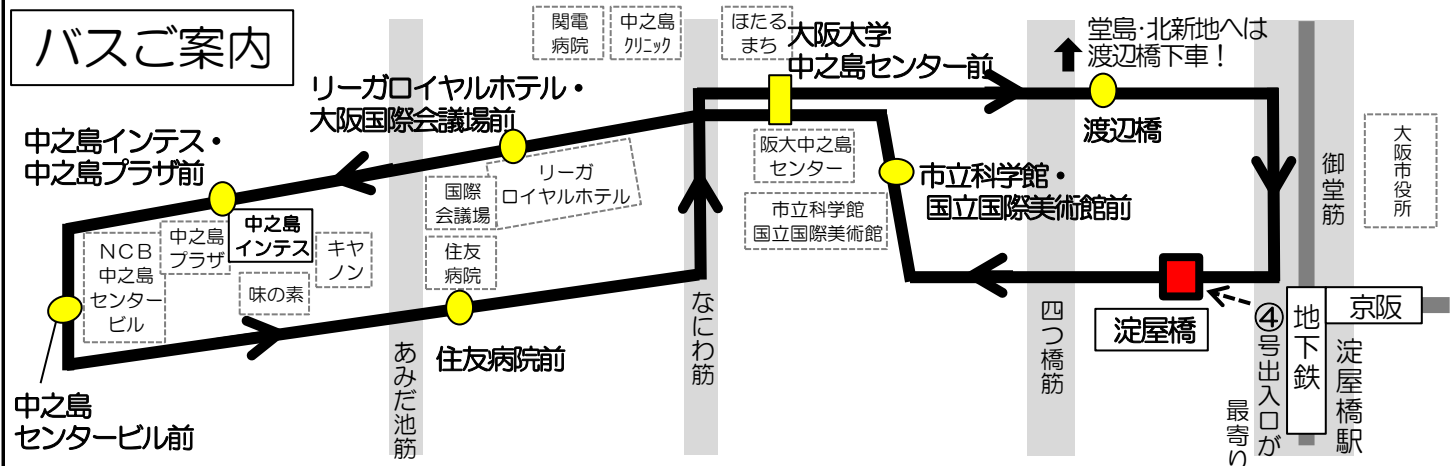 バスご案内
関電
病院
中之島
クリニック
ほたる
まち
大阪大学
中之島センター前
堂島・北新地へは
渡辺橋下車！
リーガロイヤルホテル・
大阪国際会議場前
中之島インテス・
中之島プラザ前
渡辺橋
阪大中之島
センター
市立科学館・
国立国際美術館前
市立科学館
国立国際美術館
リーガ
ロイヤルホテル
国際
会議場
住友
病院
中之島
インテス
中之島
プラザ
キヤ
ノン
NCB
中之島
センター
ビル
味の素
住友病院前
中之島
センタービル前
あみだ池筋
なにわ筋
四つ橋筋
御堂筋
大阪市役所
淀屋橋
④号出入口が
最寄り
地下鉄
京阪
淀屋橋駅